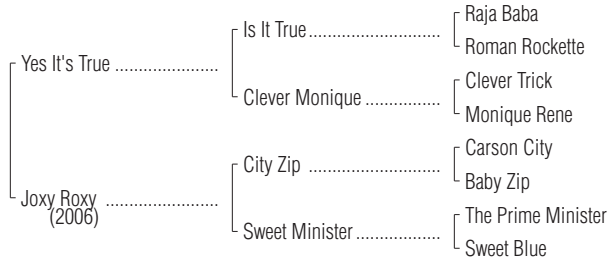 Raja Baba
Is It True
Roman Rockette
Yes It's True
Clever Trick
Clever Monique
Monique Rene
Carson City
City Zip
Baby Zip
Joxy Roxy
(2006)
The Prime Minister
Sweet Minister
Sweet Blue